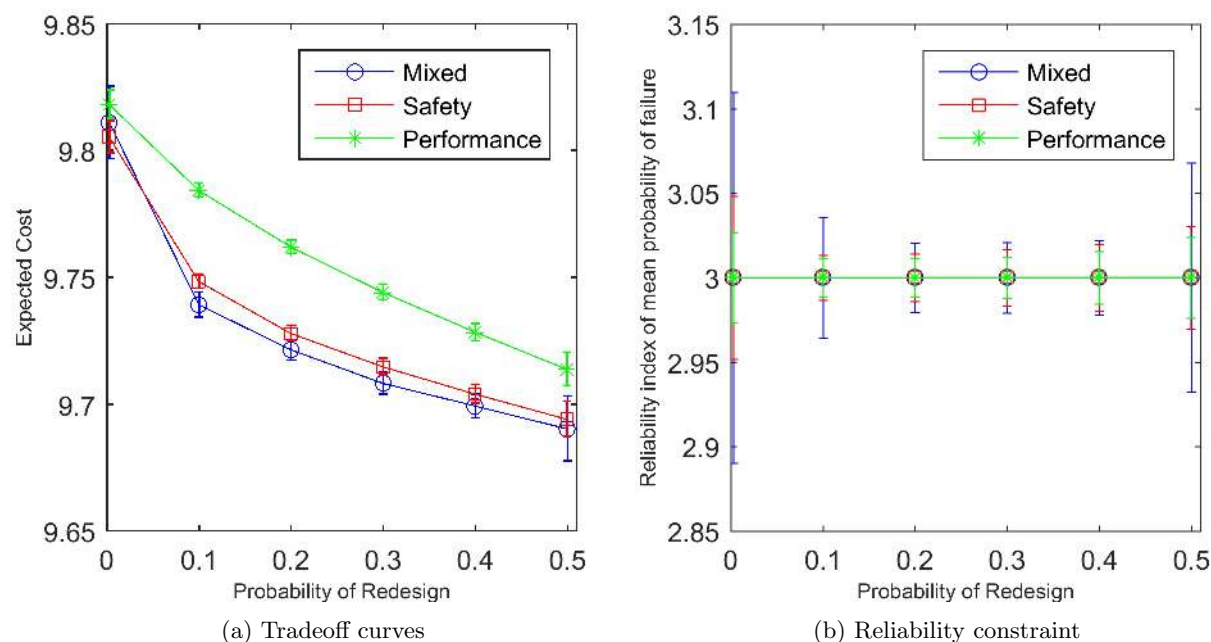 9.85
9.8
9.75
9.7
9.65
Expected Cost
0
0.1
0.2
0.3
0.4
0.5
Probability of Redesign
Mixed
Safety
Performance
(a) Tradeoff curves
3.15
3.1
3.05
3
2.95
2.9
2.85
Reliability index of mean probability of failure
0
0.1
0.2
0.3
0.4
0.5
Probability of Redesign
Mixed
Safety
Performance
(b) Reliability constraint